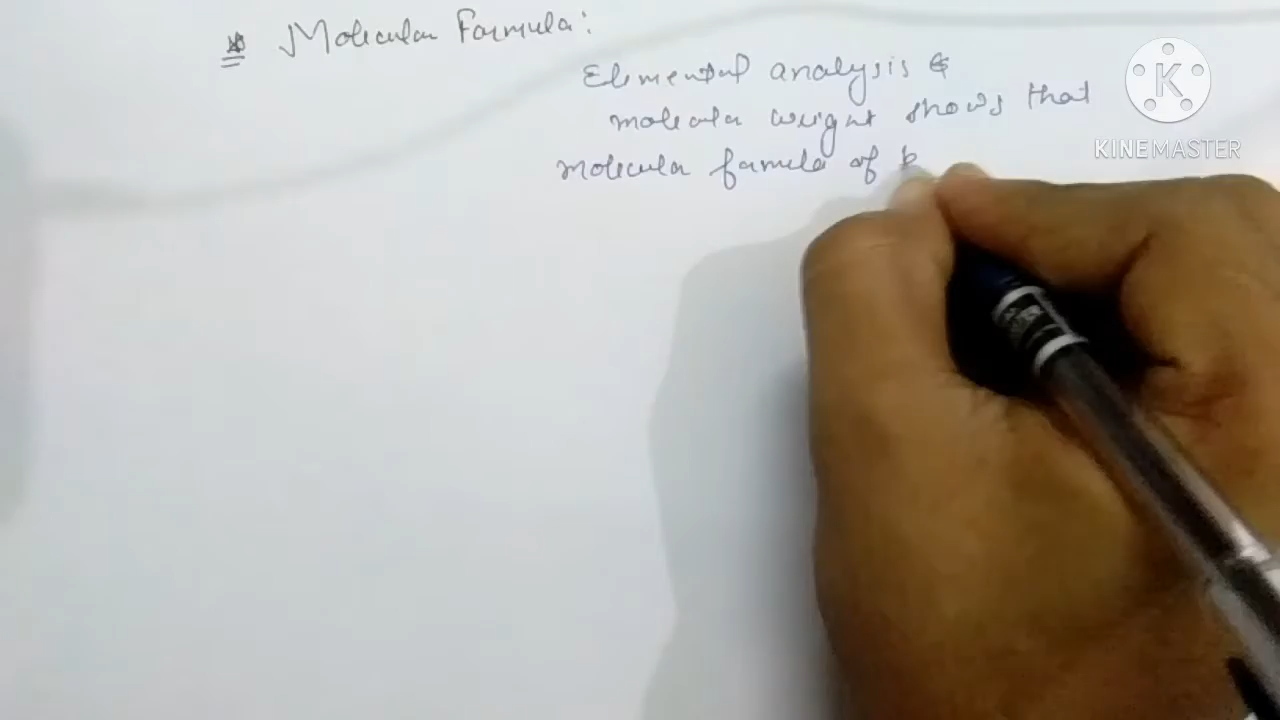 * Molecular Formula:
Elemental analysis &
molecular weight shows that
molecular formula of b
K
KINEMASTER